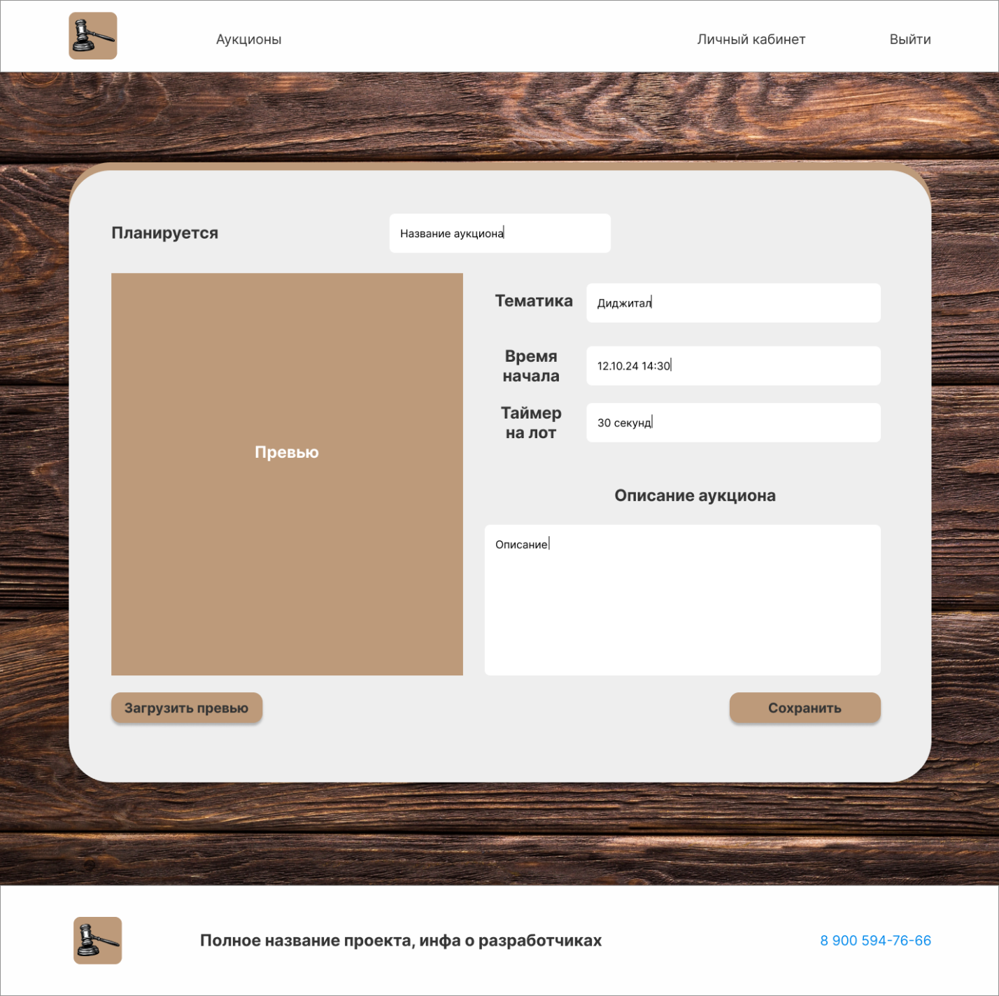 Аукционы
Личный кабинет
Выйти
Планируется
Название аукциона
Превью
Тематика
Диджитал
Время
начала
12.10.24 14:30
Таймер
на лот
30 секунд
Описание аукциона
Описание
Загрузить превью
Сохранить
Полное название проекта, инфа о разработчиках
8 900 594-76-66